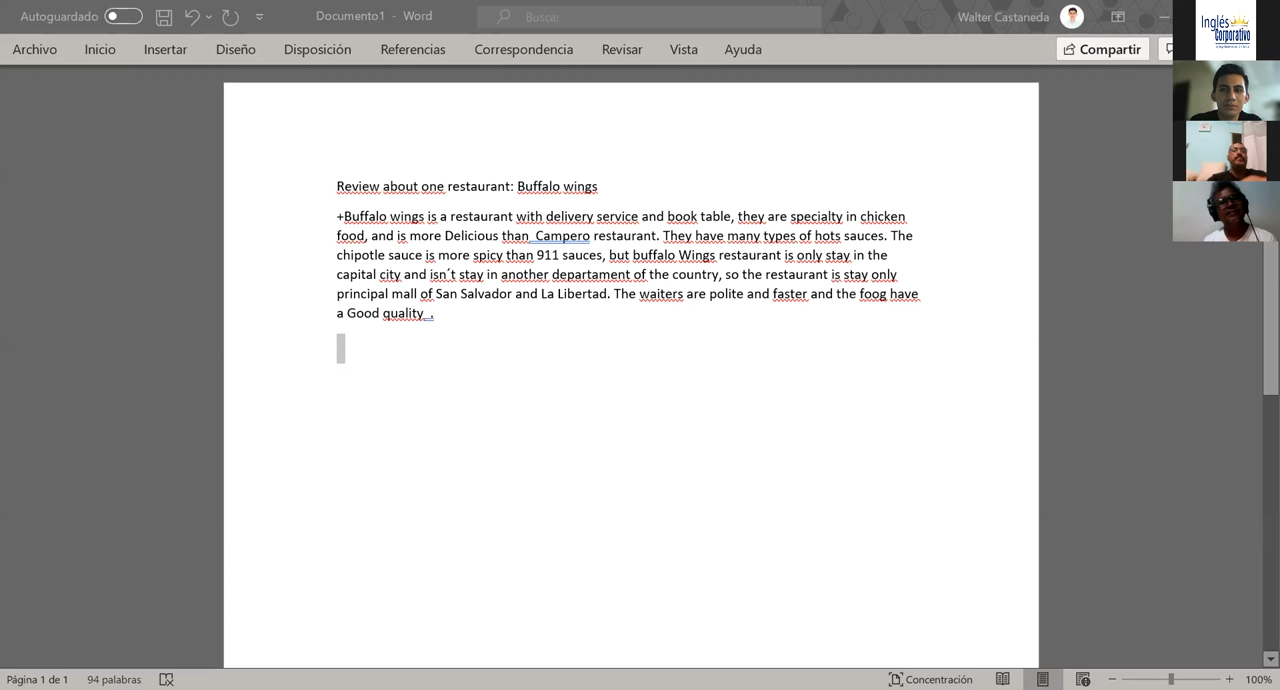 Autoguardado
Documento1 - Word
Buscar
Walter Castaneda
Archivo Inicio Insertar Diseño Disposición Referencias Correspondencia Revisar Vista Ayuda
Compartir
Inglés
Corporativo
Review about one restaurant: Buffalo wings
+Buffalo wings is a restaurant with delivery service and book table, they are specialty in chicken
food, and is more Delicious than Campero restaurant. They have many types of hots sauces. The
chipotle sauce is more spicy than 911 sauces, but buffalo Wings restaurant is only stay in the
capital city and isn´t stay in another departament of the country, so the restaurant is stay only
principal mall of San Salvador and La Libertad. The waiters are polite and faster and the foog have
a Good quality .
Página 1 de 1 94 palabras
Concentración
100%